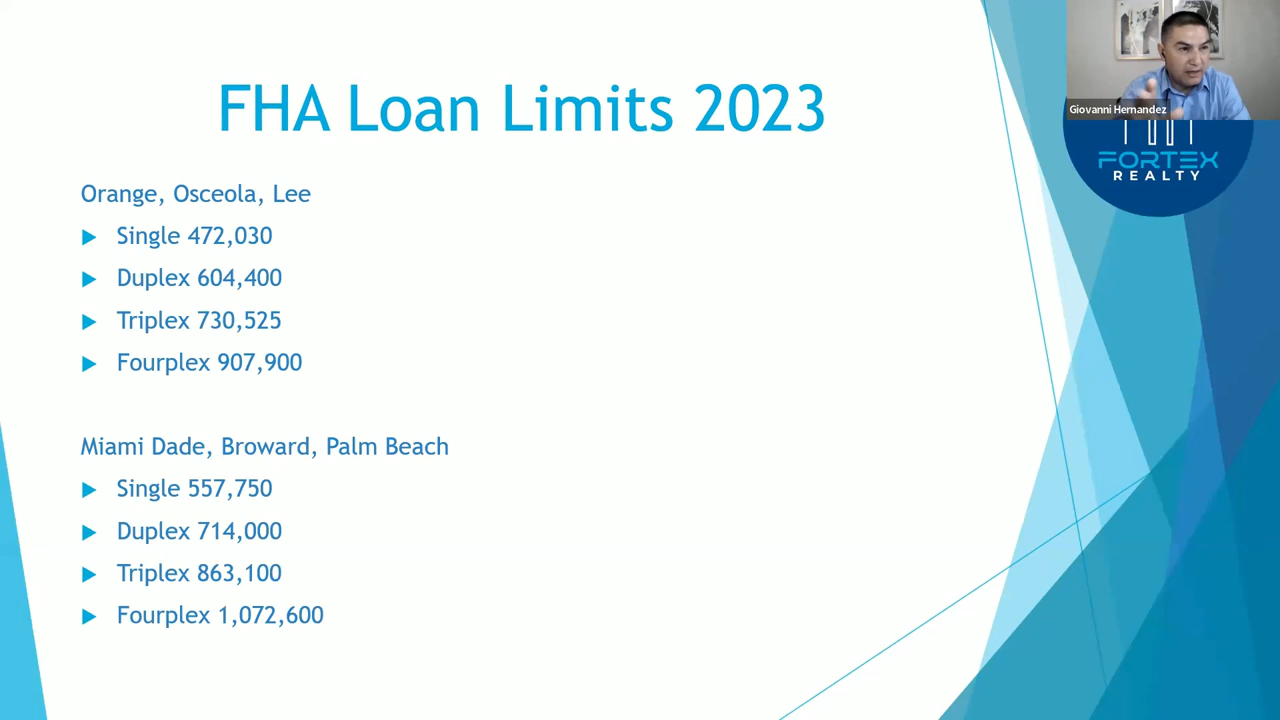 FHA Loan Limits 2023
Giovanni Hernandez
FORTEX
REALTY
Orange, Osceola, Lee
Single 472,030
Duplex 604,400
Triplex 730,525
Fourplex 907,900
Miami Dade, Broward, Palm Beach
Single 557,750
Duplex 714,000
Triplex 863,100
Fourplex 1,072,600